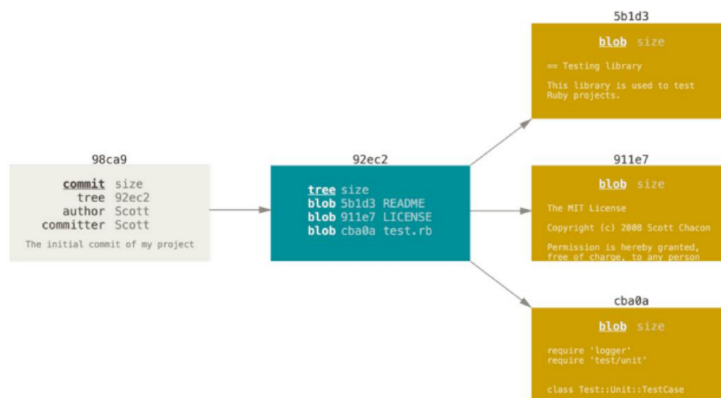 98ca9
commit size
tree 92ec2
author Scott
committer Scott
The initial commit of my project
92ec2
tree size
blob 5b1d3 README
blob 911e7 LICENSE
blob cba0a test.rb
5b1d3
blob size
== Testing library
This library is used to test
Ruby projects.
911e7
blob size
The MIT License
Copyright (c) 2008 Scott Chacon
Permission is hereby granted,
free of charge, to any person
cba0a
blob size
require 'logger'
require 'test/unit'
class Test::Unit::TestCase